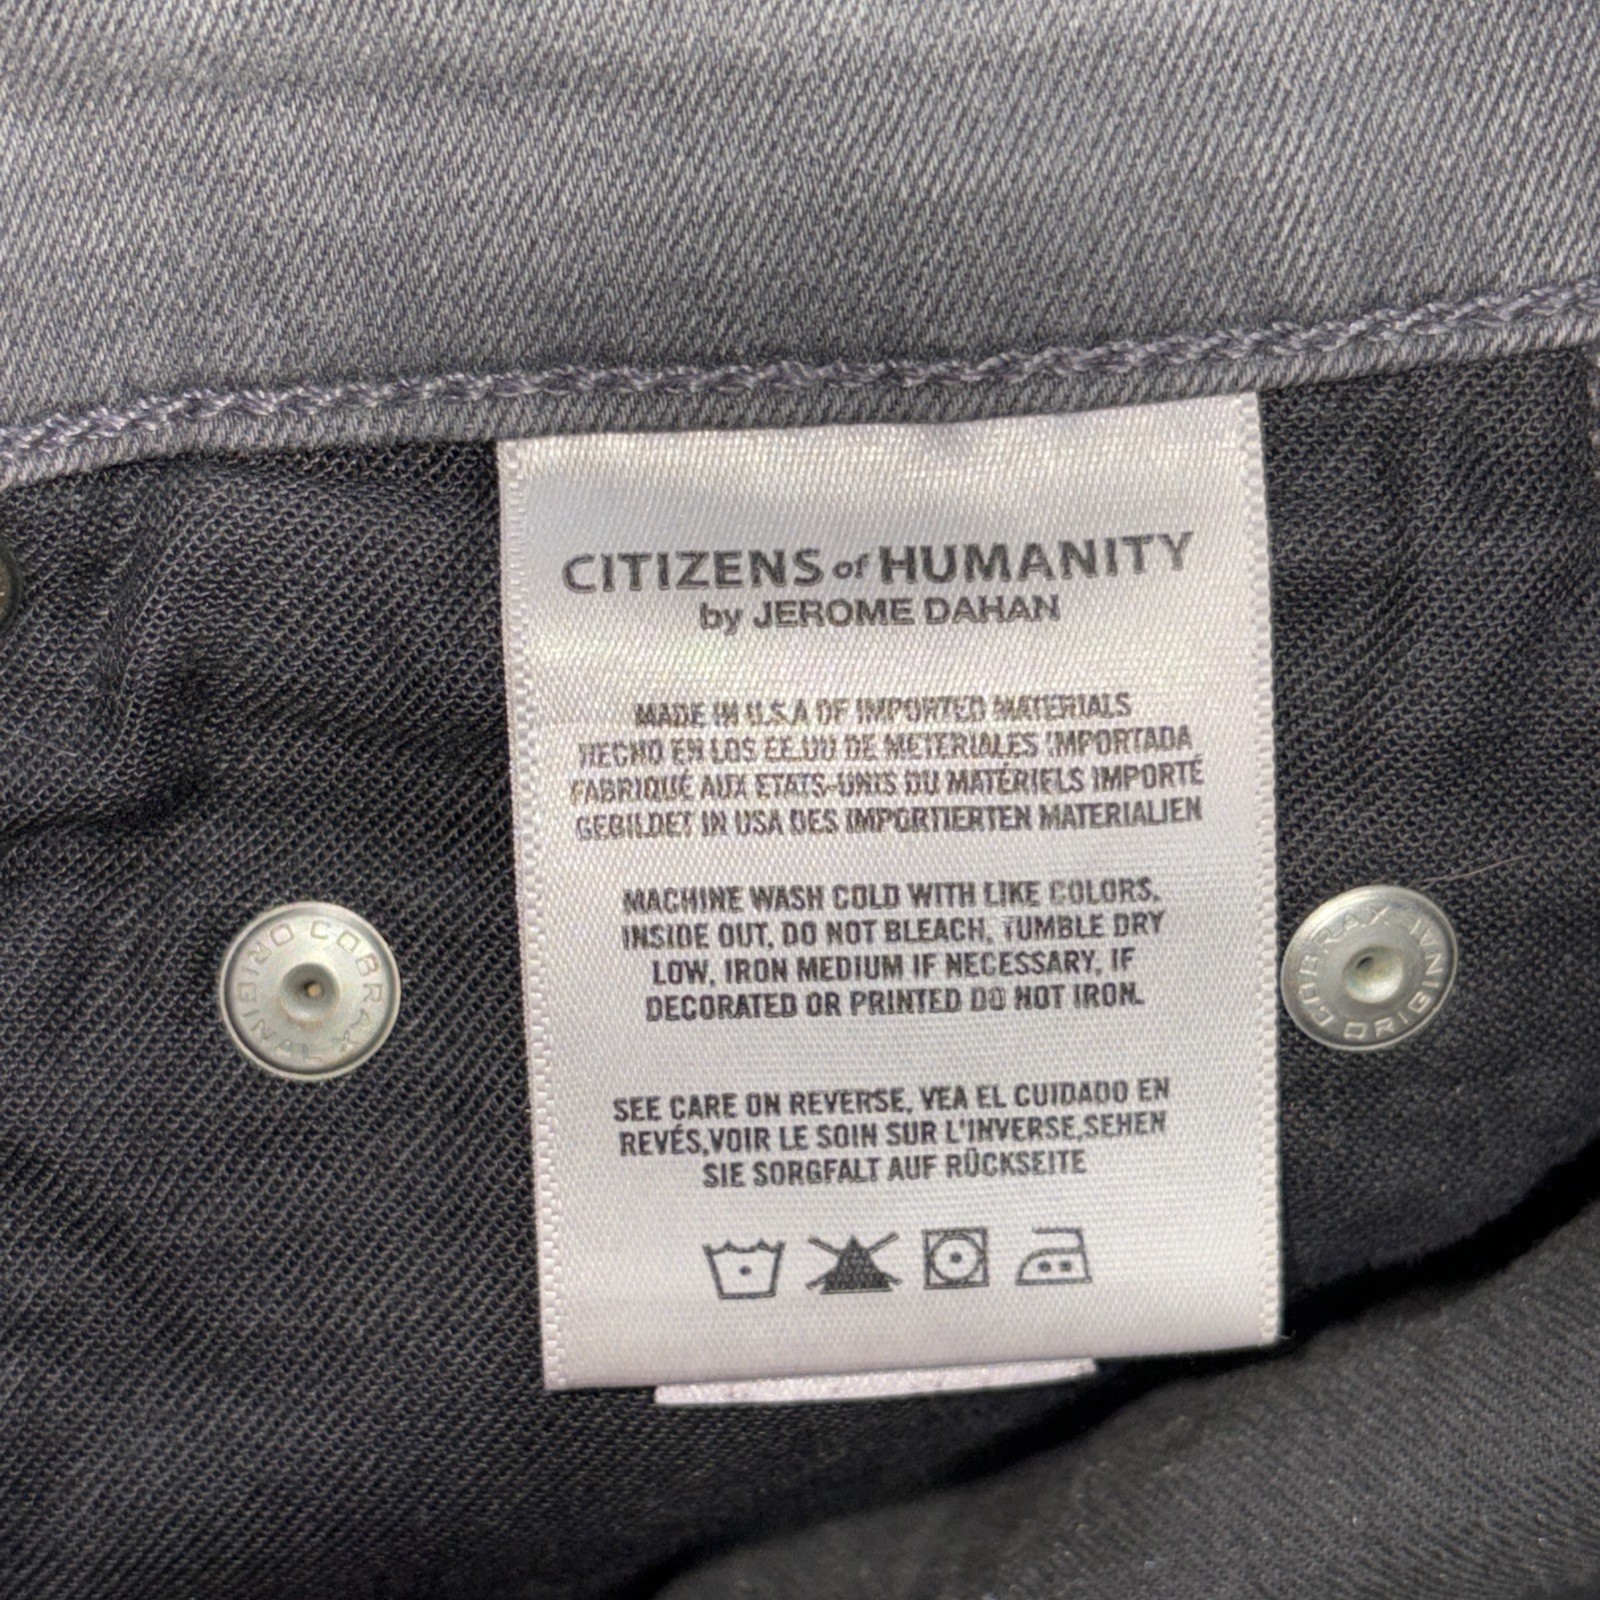 CITIZENS of HUMANITY
by JEROME DAHAN
MADE IN U.S.A OF IMPORTED MATERIALS
HECHO EN LOS EE.UU DE METERIALES IMPORTADA
FABRIQUÉ AUX ETATS-UNIS DU MATÉRIELS IMPORTÉ
GEBILDET IN USA DES IMPORTIERTEN MATERIALIEN
MACHINE WASH COLD WITH LIKE COLORS,
INSIDE OUT, DO NOT BLEACH, TUMBLE DRY
LOW, IRON MEDIUM IF NECESSARY, IF
DECORATED OR PRINTED DO NOT IRON.
SEE CARE ON REVERSE, VEA EL CUIDADO EN
REVÉS,VOIR LE SOIN SUR L'INVERSE,SEHEN
SIE SORGFALT AUF RÜCKSEITE
COBRAX ORIGINAL
COBRAX ORIGINAL